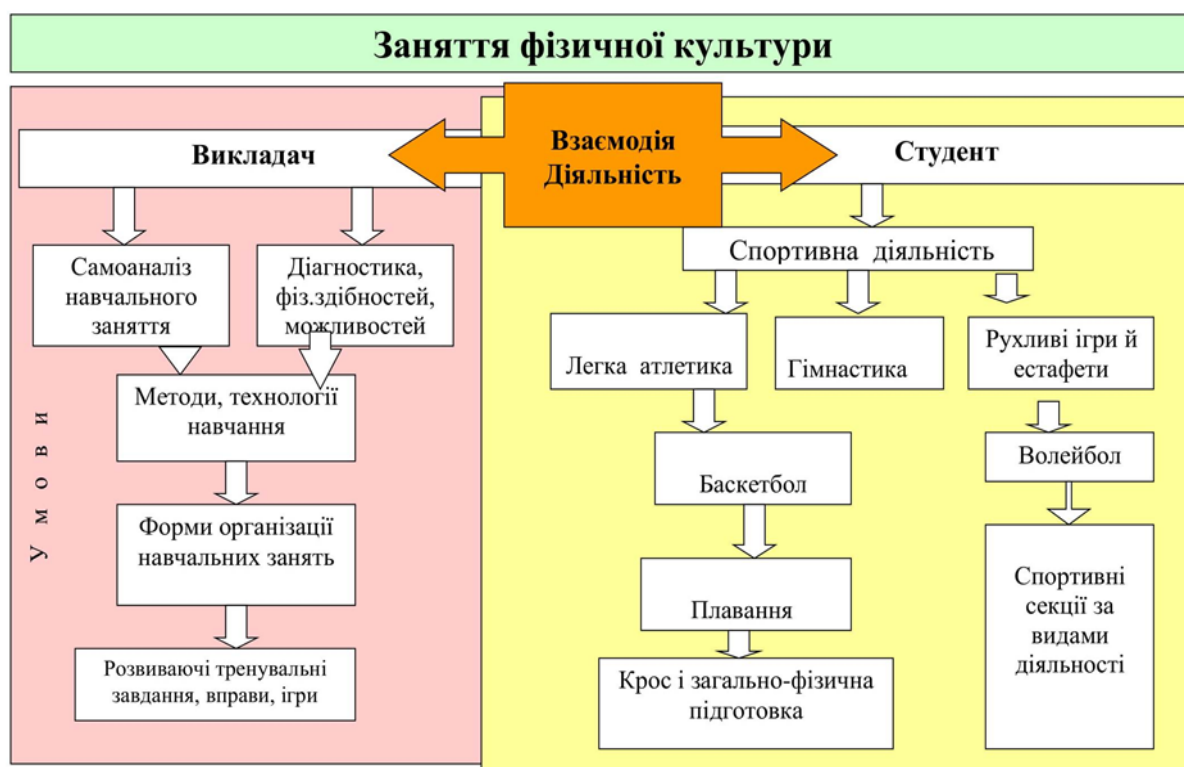 Заняття фізичної культури
Взаємодія
Діяльність
Викладач
Самоаналіз
навчального
заняття
Діагностика,
фіз.здібностей,
можливостей
Методи, технології
навчання
Форми організації
навчальних занять
Розвиваючі тренувальні
завдання, вправи, ігри
У м о в и
Студент
Спортивна діяльність
Легка атлетика
Гімнастика
Рухливі ігри й
естафети
Баскетбол
Волейбол
Плавання
Спортивні
секції за
видами
діяльності
Крос і загально-фізична
підготовка